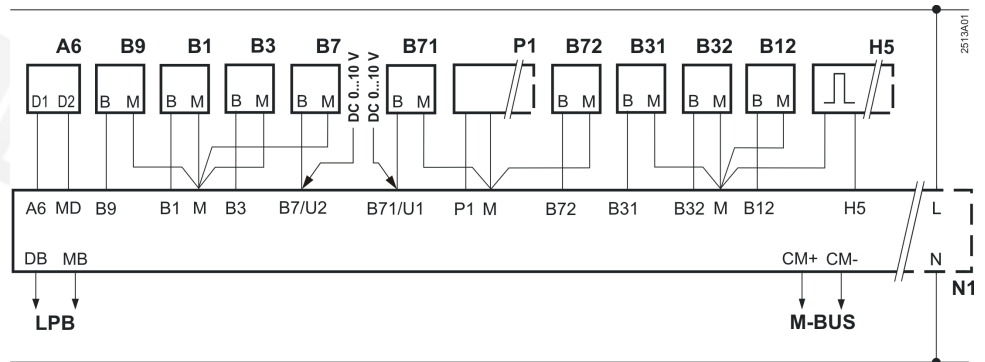 2513A01
A6 B9 B1 B3 B7 DC 0...10 V DC 0...10 V B71 P1 B72 B31 B32 B12 H5
D1 D2 B M B M B M B M B M B M B M B M B M
A6 MD B9 B1 M B3 B7/U2 B71/U1 P1 M B72 B31 B32 M B12 H5 L
DB MB CM+ CM- N
N1
LPB M-BUS